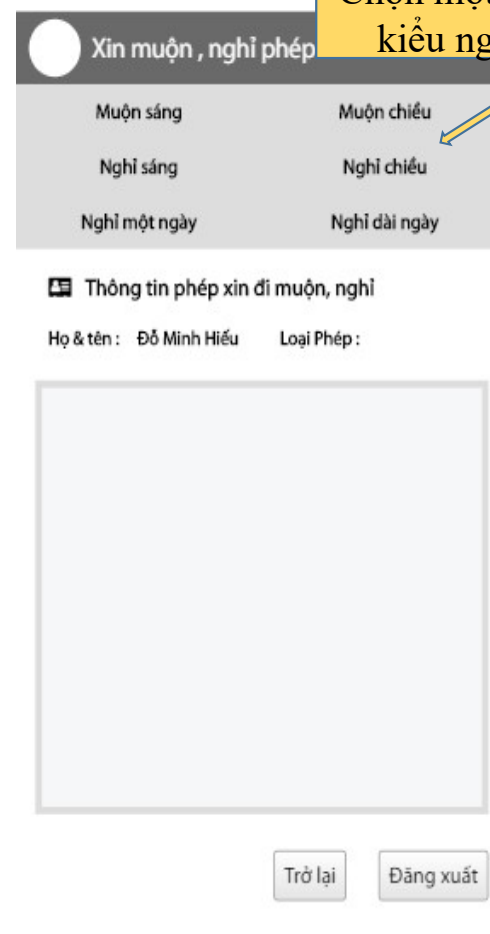 Chọn một
kiểu ng
Xin muộn , nghỉ phép
Muộn sáng Muộn chiều
Nghỉ sáng Nghỉ chiều
Nghỉ một ngày Nghỉ dài ngày
Thông tin phép xin đi muộn, nghỉ
Họ & tên : Đỗ Minh Hiếu Loại Phép :
Trở lại Đăng xuất